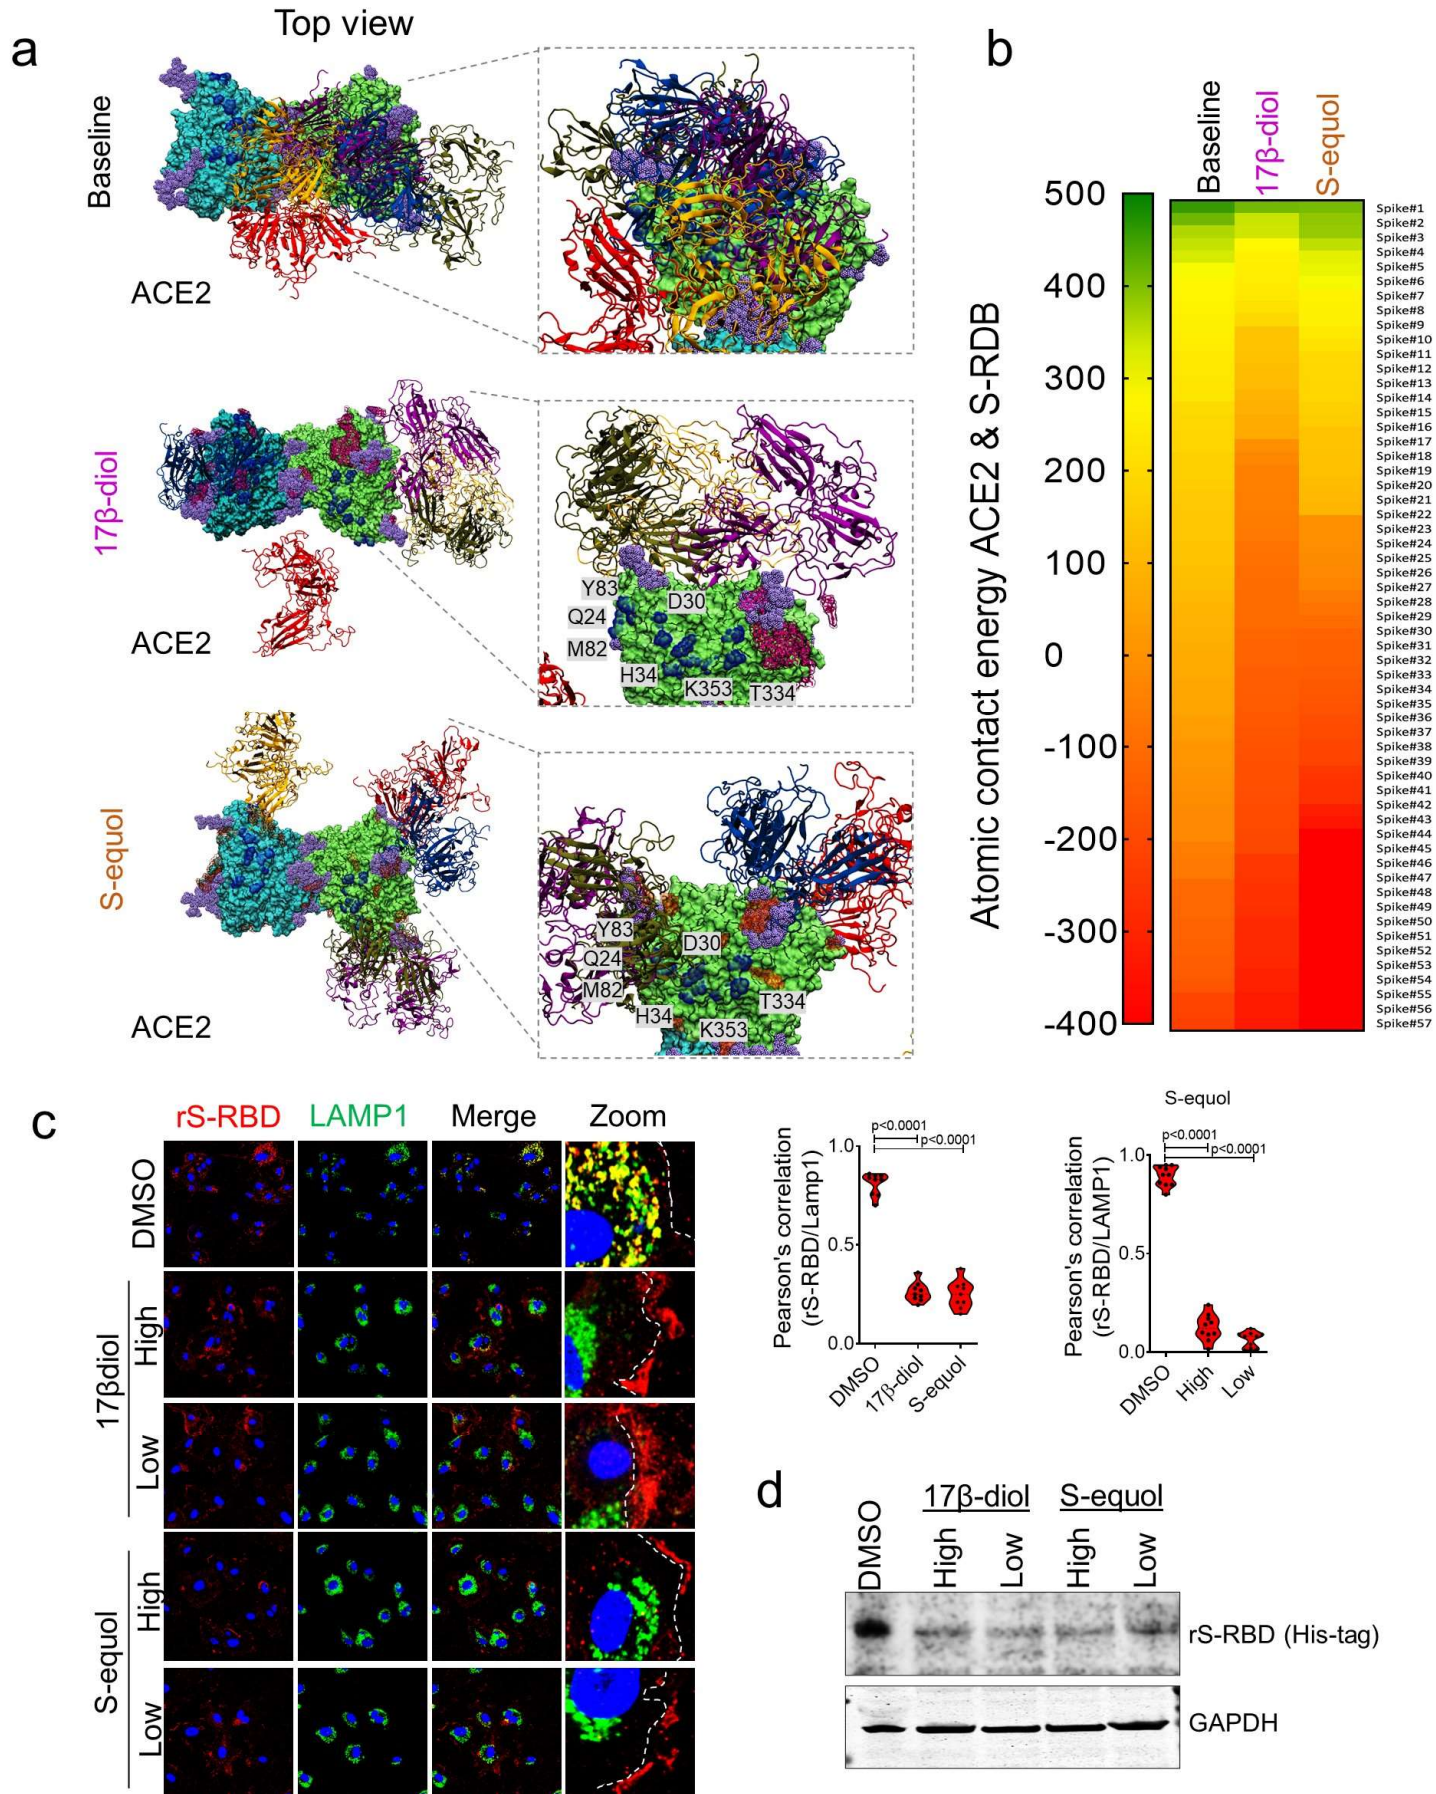 a
Top view
Baseline
ACE2
17β-diol
ACE2
Y83
D30
Q24
M82
H34
K353
T334
S-equol
ACE2
Y83
D30
Q24
M82
T334
H34
K353
b
Baseline
17β-diol
S-equol
Atomic contact energy ACE2 & S-RDB
500
400
300
200
100
0
-100
-200
-300
-400
Spike#1
Spike#2
Spike#3
Spike#4
Spike#5
Spike#6
Spike#7
Spike#8
Spike#9
Spike#10
Spike#11
Spike#12
Spike#13
Spike#14
Spike#15
Spike#16
Spike#17
Spike#18
Spike#19
Spike#20
Spike#21
Spike#22
Spike#23
Spike#24
Spike#25
Spike#26
Spike#27
Spike#28
Spike#29
Spike#30
Spike#31
Spike#32
Spike#33
Spike#34
Spike#35
Spike#36
Spike#37
Spike#38
Spike#39
Spike#40
Spike#41
Spike#42
Spike#43
Spike#44
Spike#45
Spike#46
Spike#47
Spike#48
Spike#49
Spike#50
Spike#51
Spike#52
Spike#53
Spike#54
Spike#55
Spike#56
Spike#57
c
rS-RBD LAMP1 Merge Zoom
DMSO
17βdiol
High
Low
S-equol
High
Low
p<0.0001
p<0.0001
Pearson's correlation
(rS-RBD/Lamp1)
1.0
0.5
0.0
DMSO
17β-diol
S-equol
S-equol
p<0.0001
p<0.0001
Pearson's correlation
(rS-RBD/LAMP1)
1.0
0.5
0.0
DMSO
High
Low
d
17β-diol S-equol
DMSO
High
Low
High
Low
rS-RBD (His-tag)
GAPDH